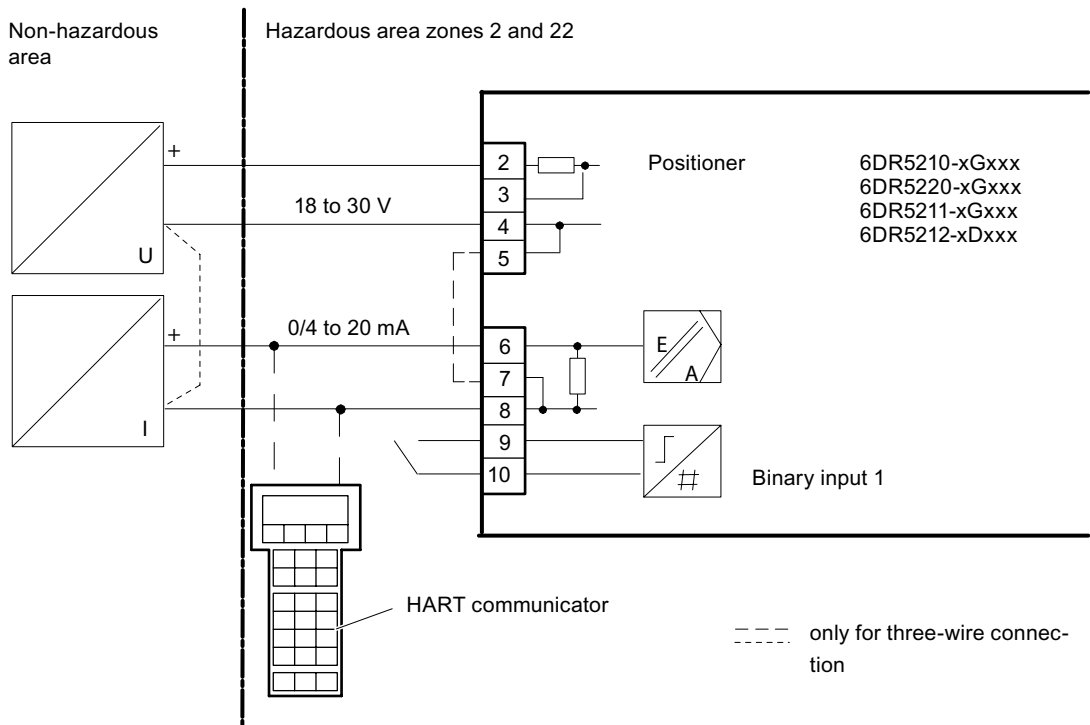 Non-hazardous
area
Hazardous area zones 2 and 22
+
2
Positioner
6DR5210-xGxxx
3
6DR5220-xGxxx
18 to 30 V
4
6DR5211-xGxxx
5
6DR5212-xDxxx
U
+
0/4 to 20 mA
6
E
A
7
8
I
9
10
#
Binary input 1
HART communicator
only for three-wire connec-
tion